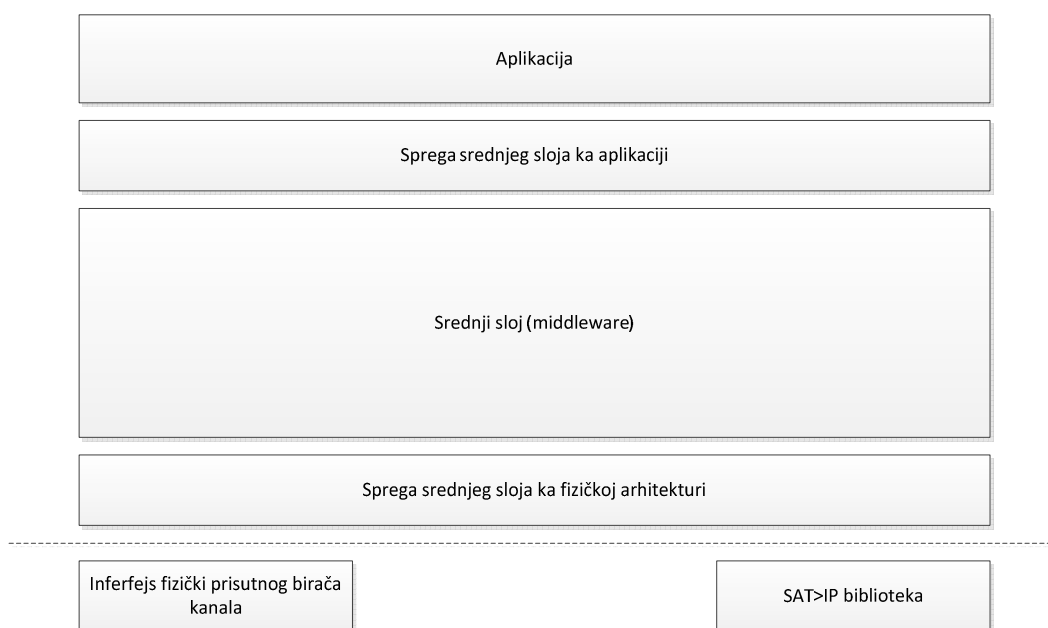 Aplikacija
Sprega srednjeg sloja ka aplikaciji
Srednji sloj (middleware)
Sprega srednjeg sloja ka fizičkoj arhitekturi
Inferfejs fizički prisutnog birača
kanala
SAT>IP biblioteka